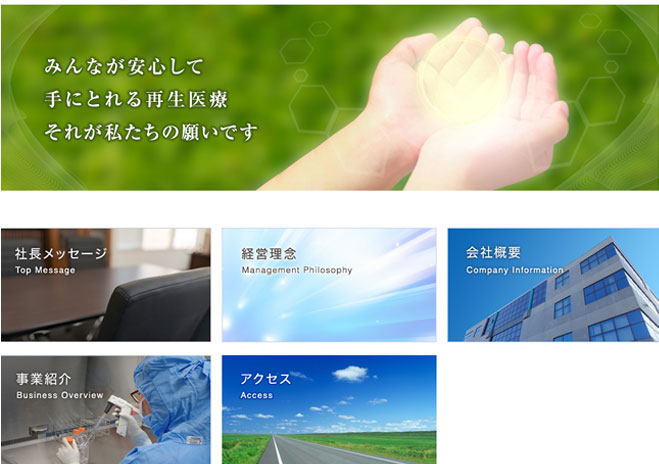 みんなが安心して
手にとれる再生医療
それが私たちの願いです
社長メッセージ
Top Message
経営理念
Management Philosophy
会社概要
Company Information
事業紹介
Business Overview
アクセス
Access